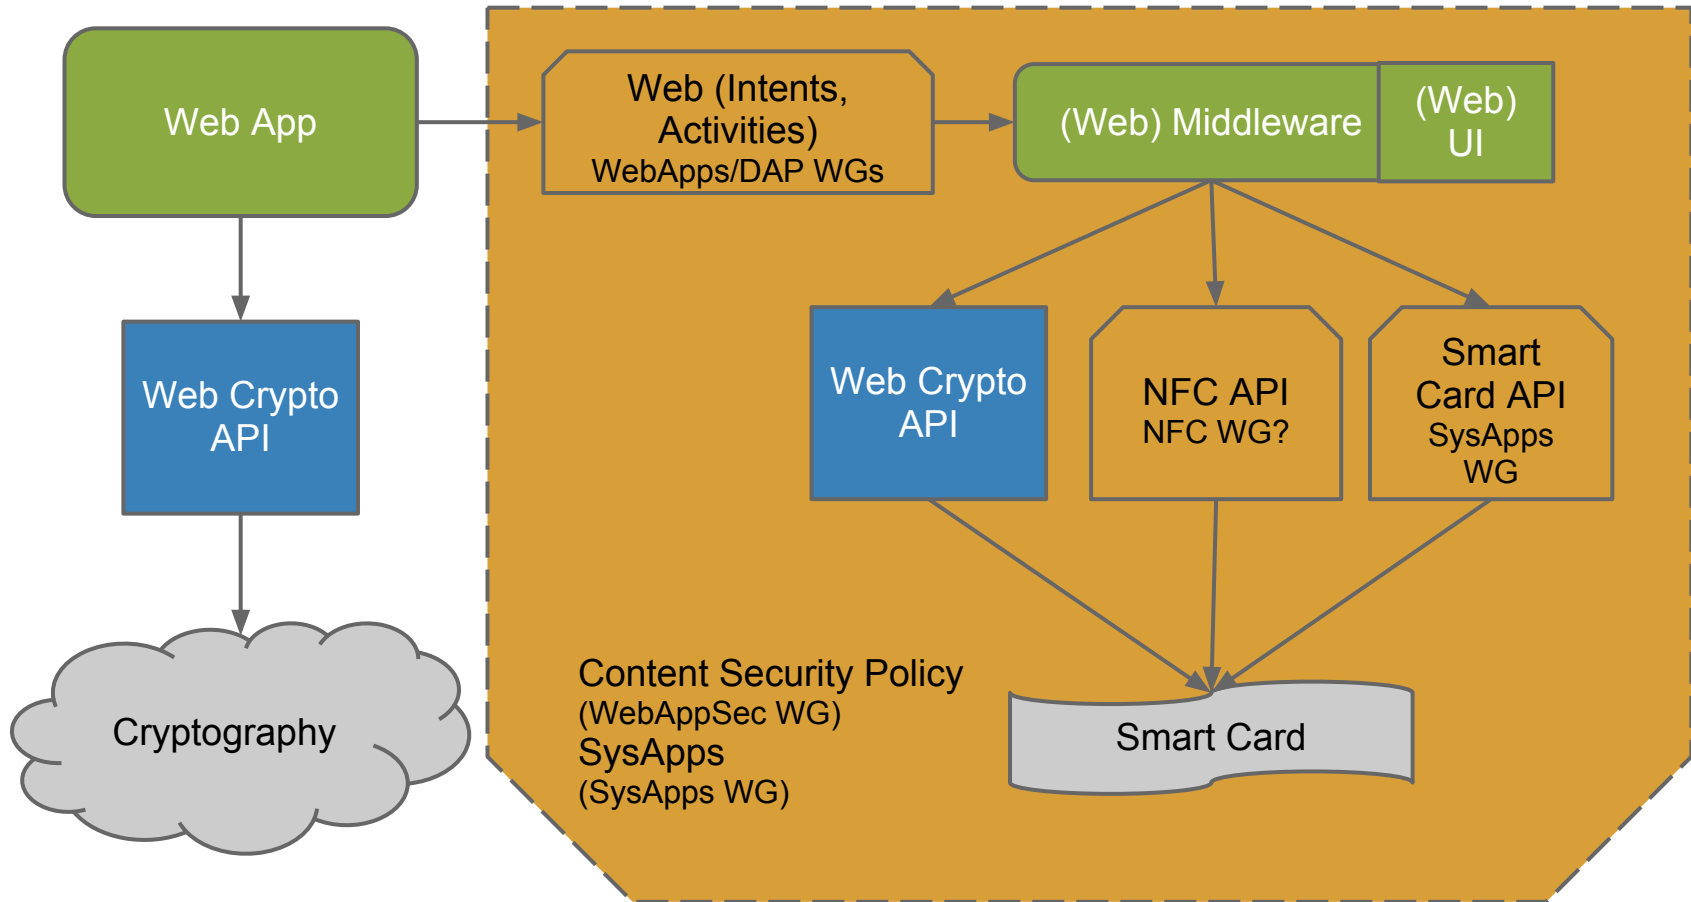 Web App
Web (Intents,
Activities)
WebApps/DAP WGs
(Web) Middleware
(Web)
UI
Web Crypto
API
Web Crypto
API
NFC API
NFC WG?
Smart
Card API
SysApps
WG
Cryptography
Content Security Policy
(WebAppSec WG)
SysApps
(SysApps WG)
Smart Card